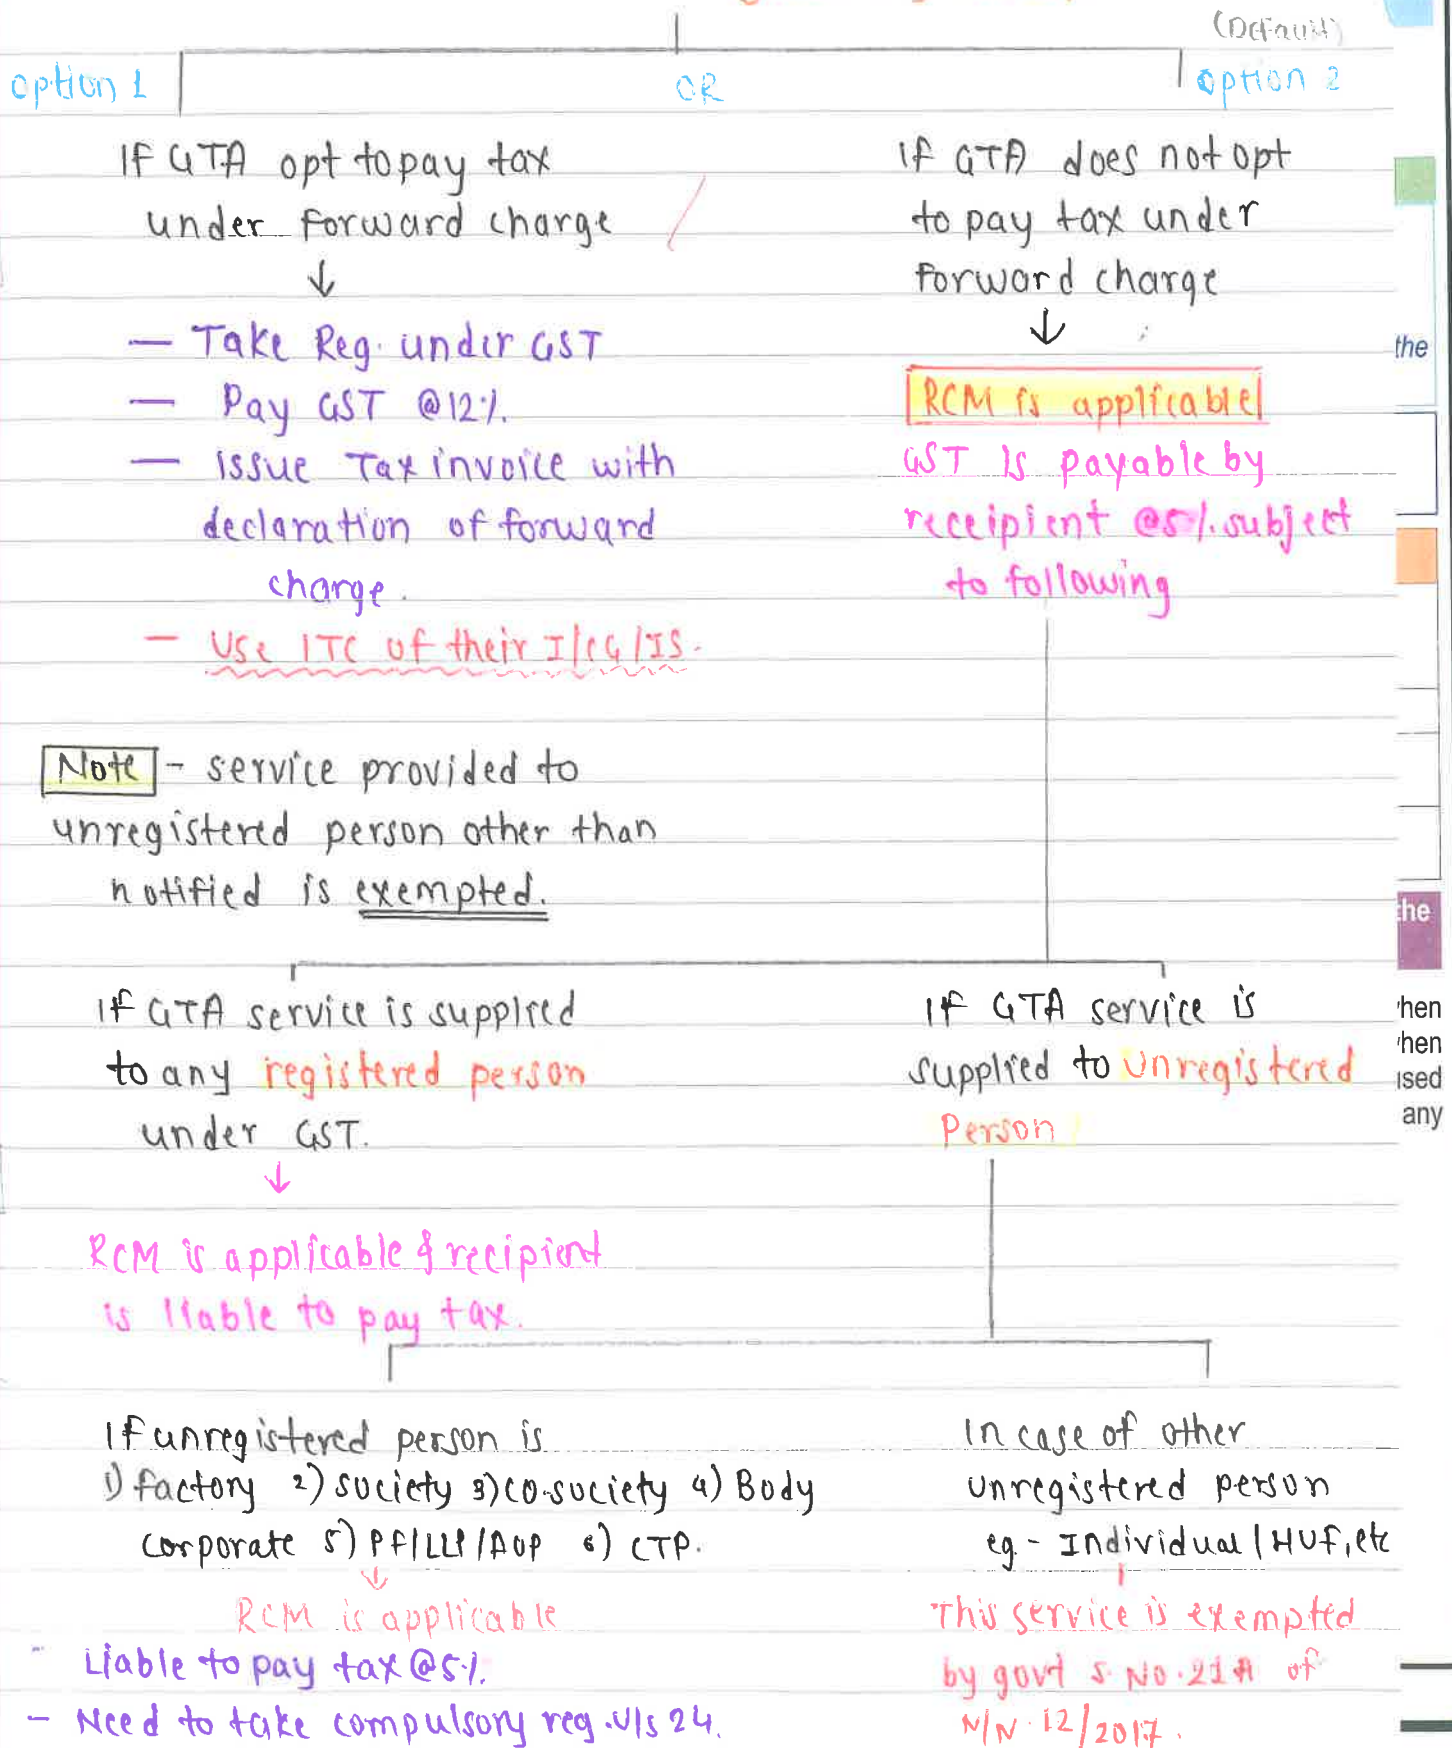 (Default)
option 1
OR
option 2
If GTA opt to pay tax
under forward charge
↓
— Take Reg. under GST
— Pay GST @12%.
— issue Tax invoice with
declaration of forward
charge.
- Use ITC of their I/CG/IS.
Note - service provided to
unregistered person other than
notified is exempted.
If GTA does not opt
to pay tax under
forward charge
↓
RCM is applicable
GST is payable by
receipient @5%. subject
to following
If GTA service is supplied
to any registered person
under GST.
↓
RCM is applicable & recipient
is liable to pay tax.
If GTA service is
supplied to unregistered
Person
If unregistered person is
1) factory 2) society 3) co-society 4) Body
corporate 5) PF/LLP/AOP 6) CTP.
↓
RCM is applicable
- Liable to pay tax @5%.
- Need to take compulsory reg. U/s 24.
In case of other
unregistered person
eg - Individual / HUF, etc
This service is exempted
by govt S. No. 21A of
N/N. 12/2017.
the
he
hen
hen
ised
any